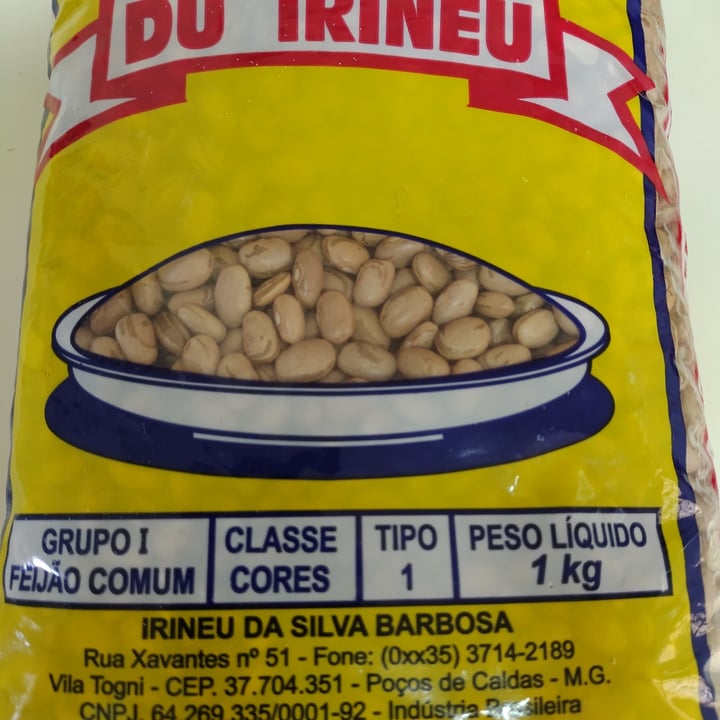 DU IRINEU
GRUPO I
FEIJÃO COMUM
CLASSE
CORES
TIPO
1
PESO LÍQUIDO
1 kg
IRINEU DA SILVA BARBOSA
Rua Xavantes nº 51 - Fone: (0xx35) 3714-2189
Vila Togni - CEP. 37.704.351 - Poços de Caldas - M.G.
CNPJ. 64.269.335/0001-92 - Indústria Brasileira